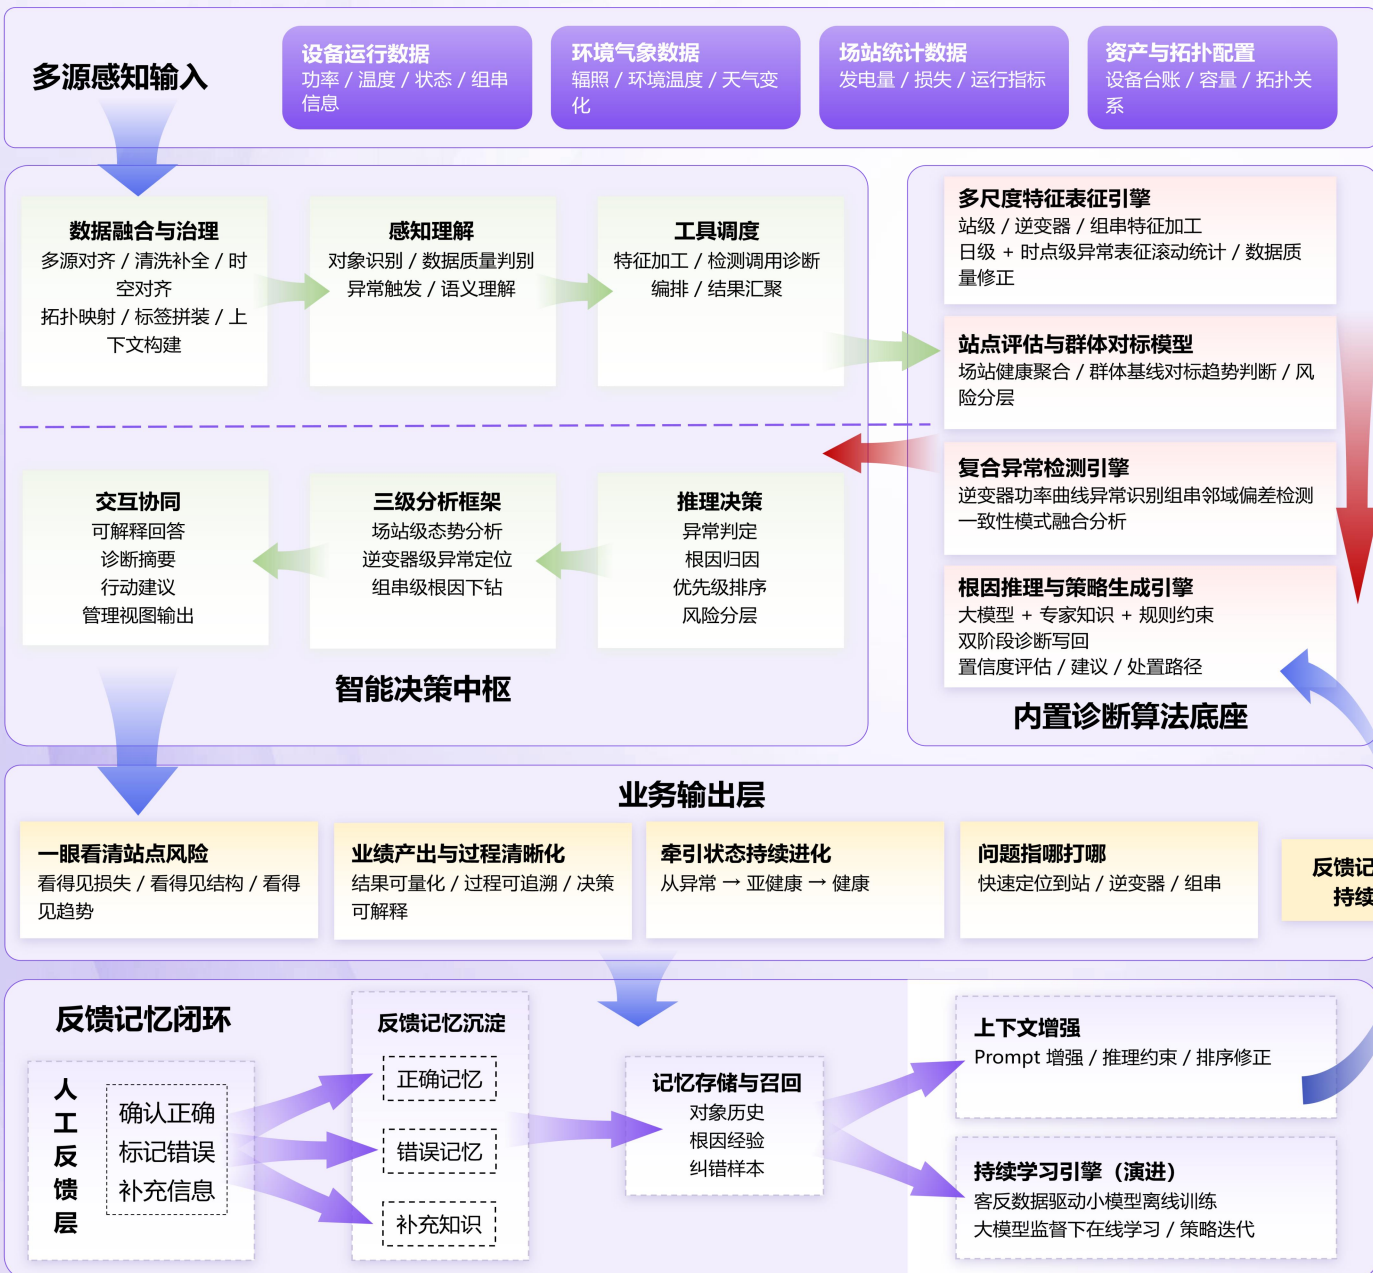 多源感知输入
设备运行数据
功率 / 温度 / 状态 / 组串
信息
环境气象数据
辐照 / 环境温度 / 天气变
化
场站统计数据
发电量 / 损失 / 运行指标
资产与拓扑配置
设备台账 / 容量 / 拓扑关
系
数据融合与治理
多源对齐 / 清洗补全 / 时
空对齐
拓扑映射 / 标签拼装 / 上
下文构建
感知理解
对象识别 / 数据质量判别
异常触发 / 语义理解
工具调度
特征加工 / 检测调用诊断
编排 / 结果汇聚
交互协同
可解释回答
诊断摘要
行动建议
管理视图输出
三级分析框架
场站级态势分析
逆变器级异常定位
组串级根因下钻
推理决策
异常判定
根因归因
优先级排序
风险分层
智能决策中枢
多尺度特征表征引擎
站级 / 逆变器 / 组串特征加工
日级 + 时点级异常表征滚动统计 / 数据质
量修正
站点评估与群体对标模型
场站健康聚合 / 群体基线对标趋势判断 / 风
险分层
复合异常检测引擎
逆变器功率曲线异常识别组串邻域偏差检测
一致性模式融合分析
根因推理与策略生成引擎
大模型 + 专家知识 + 规则约束
双阶段诊断写回
置信度评估 / 建议 / 处置路径
内置诊断算法底座
业务输出层
一眼看清站点风险
看得见损失 / 看得见结构 / 看得
见趋势
业绩产出与过程清晰化
结果可量化 / 过程可追溯 / 决策
可解释
牵引状态持续进化
从异常 → 亚健康 → 健康
问题指哪打哪
快速定位到站 / 逆变器 / 组串
反馈记
持续
反馈记忆闭环
人
工
反
馈
层
确认正确
标记错误
补充信息
反馈记忆沉淀
正确记忆
错误记忆
补充知识
记忆存储与召回
对象历史
根因经验
纠错样本
上下文增强
Prompt 增强 / 推理约束 / 排序修正
持续学习引擎（演进）
客反数据驱动小模型离线训练
大模型监督下在线学习 / 策略迭代